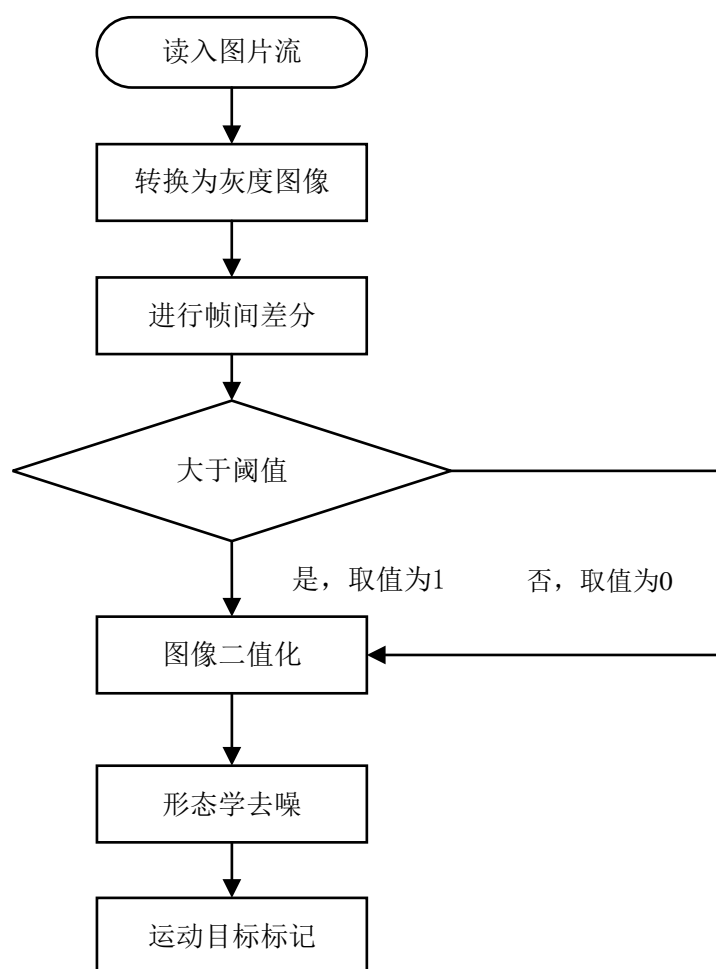 读入图片流
转换为灰度图像
进行帧间差分
大于阈值
是，取值为1
否，取值为0
图像二值化
形态学去噪
运动目标标记